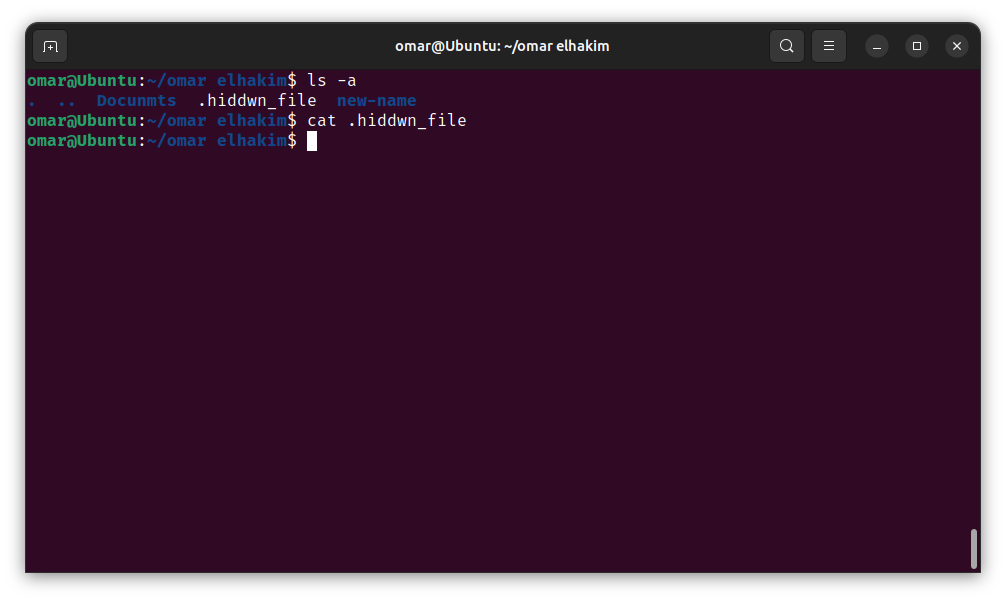 omar@Ubuntu: ~/omar elhakim
omar@Ubuntu:~/omar elhakim$ ls -a
.  ..  Docunmts  .hiddwn_file  new-name
omar@Ubuntu:~/omar elhakim$ cat .hiddwn_file
omar@Ubuntu:~/omar elhakim$